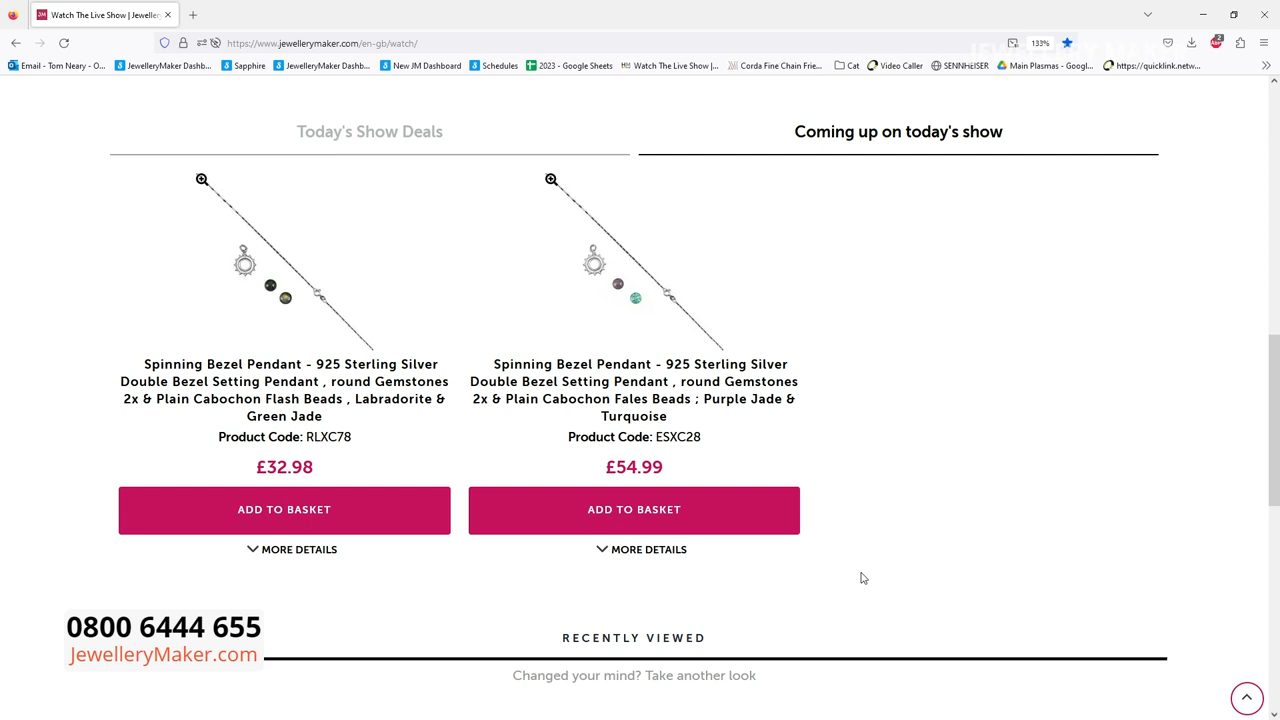 Watch The Live Show | Jeweller
https://www.jewellerymaker.com/en-gb/watch/
133%
2
Email - Tom Neary - O...
JewelleryMaker Dashb...
Sapphire
JewelleryMaker Dashb...
New JM Dashboard
Schedules
2023 - Google Sheets
Watch The Live Show |...
Corda Fine Chain Frie...
Cat
Video Caller
SENNHEISER
Main Plasmas - Googl...
https://quicklink.netw...
Today's Show Deals
Coming up on today's show
Spinning Bezel Pendant - 925 Sterling Silver
Double Bezel Setting Pendant , round Gemstones
2x & Plain Cabochon Flash Beads , Labradorite &
Green Jade
Product Code: RLXC78
£32.98
ADD TO BASKET
MORE DETAILS
Spinning Bezel Pendant - 925 Sterling Silver
Double Bezel Setting Pendant , round Gemstones
2x & Plain Cabochon Fales Beads ; Purple Jade &
Turquoise
Product Code: ESXC28
£54.99
ADD TO BASKET
MORE DETAILS
0800 6444 655
JewelleryMaker.com
RECENTLY VIEWED
Changed your mind? Take another look